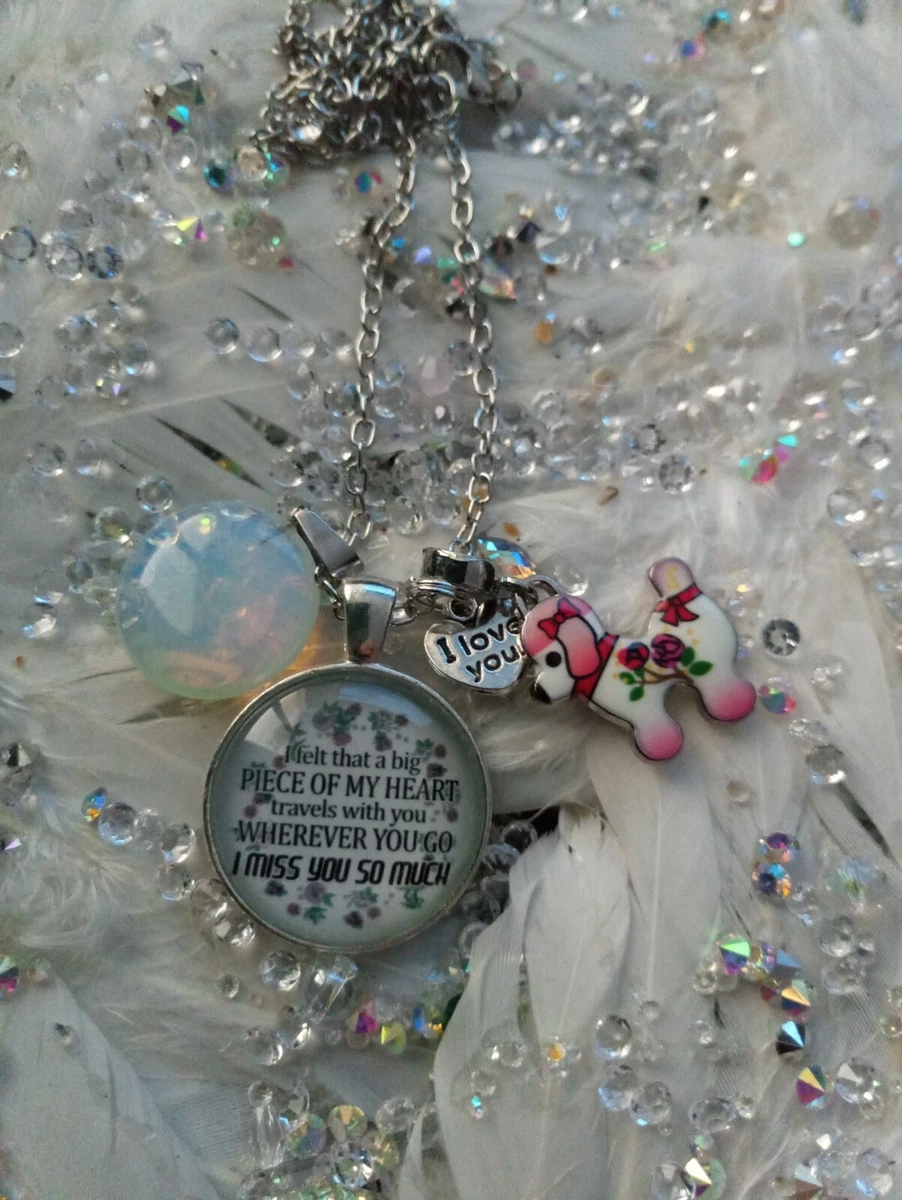 I love
you!
I felt that a big
PIECE OF MY HEART
travels with you
WHEREVER YOU GO
I MISS YOU SO MUCH